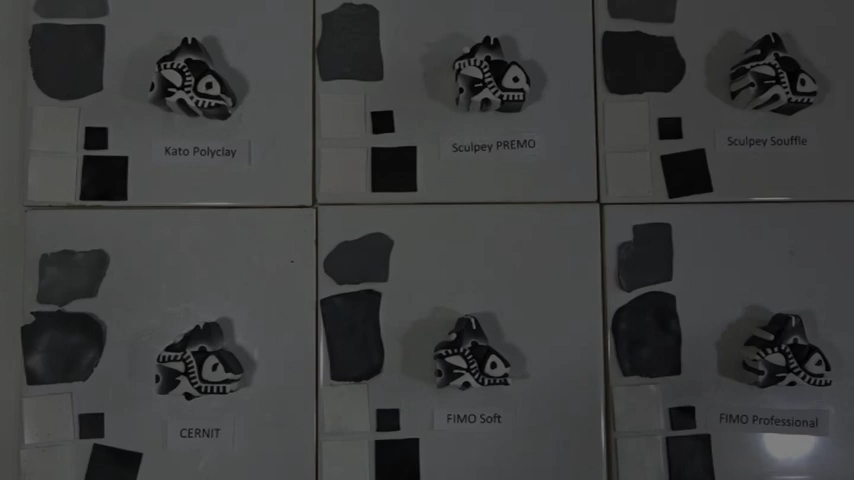 Kato Polyclay
Sculpey PREMO
Sculpey Souffle
CERNIT
FIMO Soft
FIMO Professional